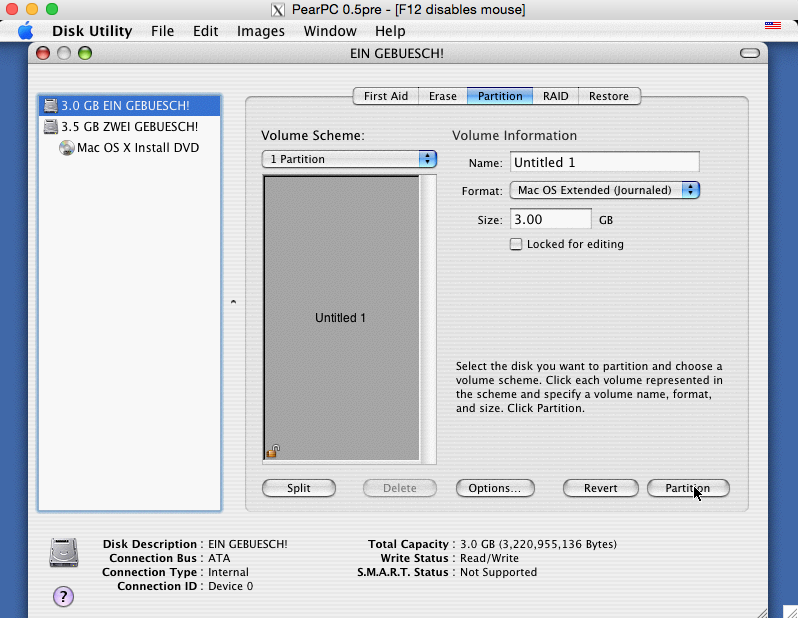 PearPC 0.5pre - [F12 disables mouse]
Disk Utility File Edit Images Window Help
EIN GEBUESCH!
3.0 GB EIN GEBUESCH!
3.5 GB ZWEI GEBUESCH!
Mac OS X Install DVD
First Aid Erase Partition RAID Restore
Volume Scheme:
1 Partition
Untitled 1
Volume Information
Name: Untitled 1
Format: Mac OS Extended (Journaled)
Size: 3.00 GB
Locked for editing
Select the disk you want to partition and choose a
volume scheme. Click each volume represented in
the scheme and specify a volume name, format,
and size. Click Partition.
Split Delete Options... Revert Partition
Disk Description : EIN GEBUESCH!
Connection Bus : ATA
Connection Type : Internal
Connection ID : Device 0
Total Capacity : 3.0 GB (3,220,955,136 Bytes)
Write Status : Read/Write
S.M.A.R.T. Status : Not Supported
?